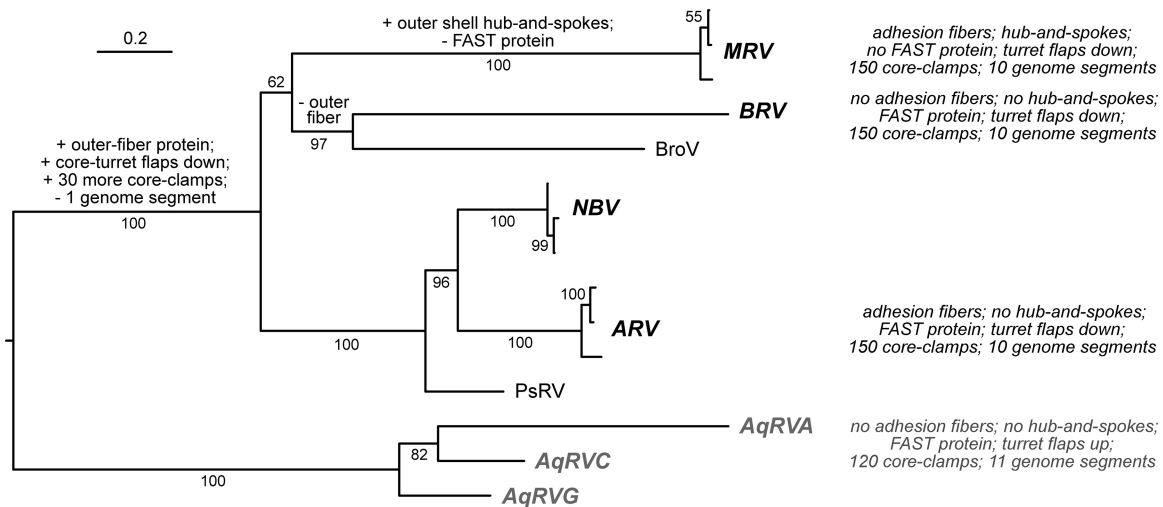 0.2
+ outer shell hub-and-spokes;
- FAST protein
100
55
MRV
adhesion fibers; hub-and-spokes;
no FAST protein; turret flaps down;
150 core-clamps; 10 genome segments
62
- outer
fiber
97
BRV
BroV
no adhesion fibers; no hub-and-spokes;
FAST protein; turret flaps down;
150 core-clamps; 10 genome segments
+ outer-fiber protein;
+ core-turret flaps down;
+ 30 more core-clamps;
- 1 genome segment
100
100
99
NBV
96
100
100
ARV
100
PsRV
adhesion fibers; no hub-and-spokes;
FAST protein; turret flaps down;
150 core-clamps; 10 genome segments
AqRVA
82
AqRVC
100
AqRVG
no adhesion fibers; no hub-and-spokes;
FAST protein; turret flaps up;
120 core-clamps; 11 genome segments